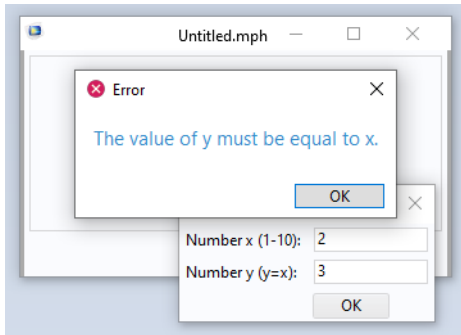 Untitled.mph
Error
The value of y must be equal to x.
OK
Number x (1-10): 2
Number y (y=x): 3
OK